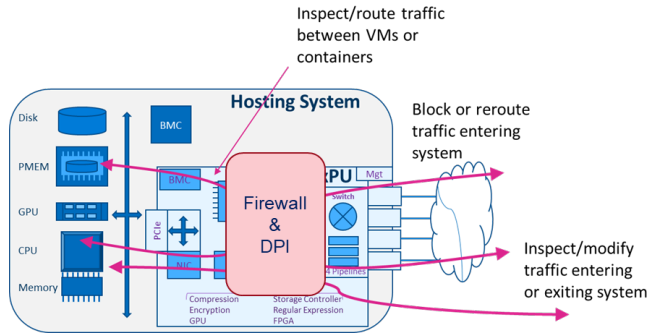 Inspect/route traffic
between VMs or
containers
Hosting System
Disk
BMC
Block or reroute
traffic entering
system
PMEM
BMC
PU
Mgt
Firewall
&
DPI
Switch
GPU
PCIe
CPU
NIC
Inspect/modify
traffic entering
or exiting system
Pipelines
Memory
Compression
Storage Controller
Encryption
Regular Expression
GPU
FPGA